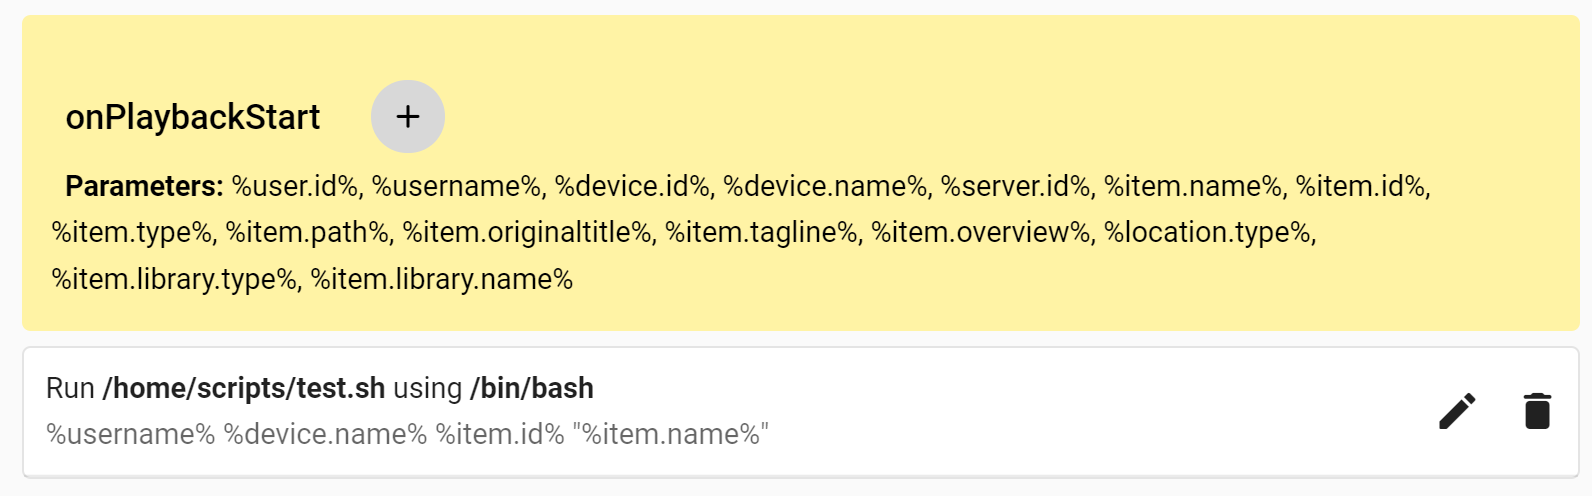 onPlaybackStart +
Parameters: %user.id%, %username%, %device.id%, %device.name%, %server.id%, %item.name%, %item.id%,
%item.type%, %item.path%, %item.originaltitle%, %item.tagline%, %item.overview%, %location.type%,
%item.library.type%, %item.library.name%
Run /home/scripts/test.sh using /bin/bash
%username% %device.name% %item.id% "%item.name%"